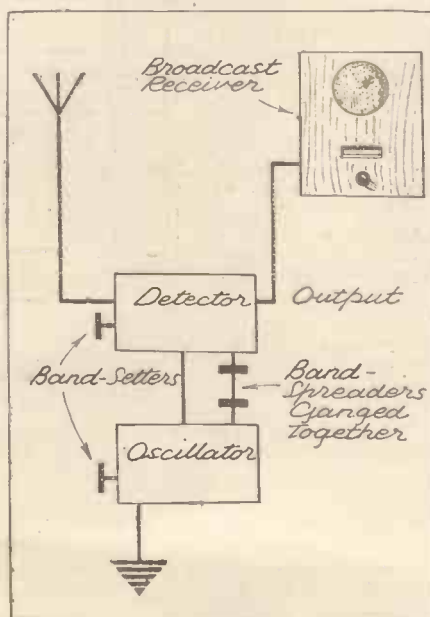 Broadcast
Receiver
Detector
Output
Band-Setters
Band-
Spreaders
Ganged
Together
Oscillator